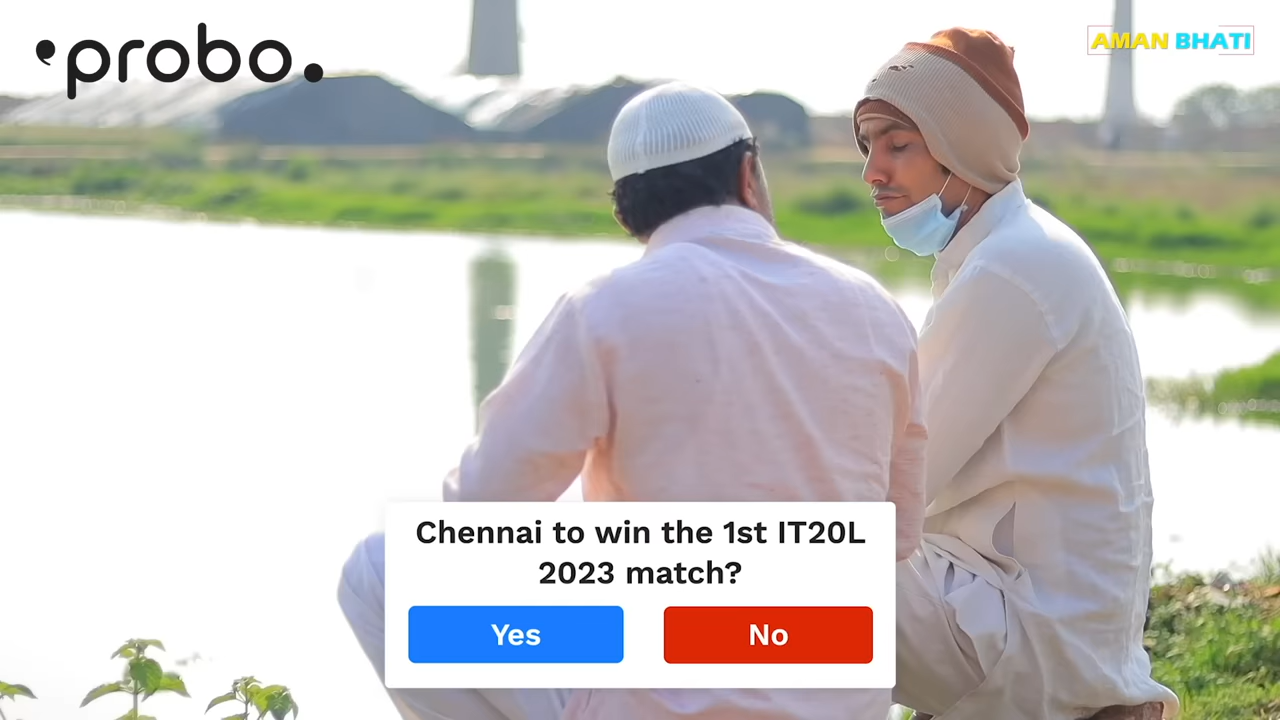 probo.
AMAN BHATI
Chennai to win the 1st IT20L
2023 match?
Yes
No